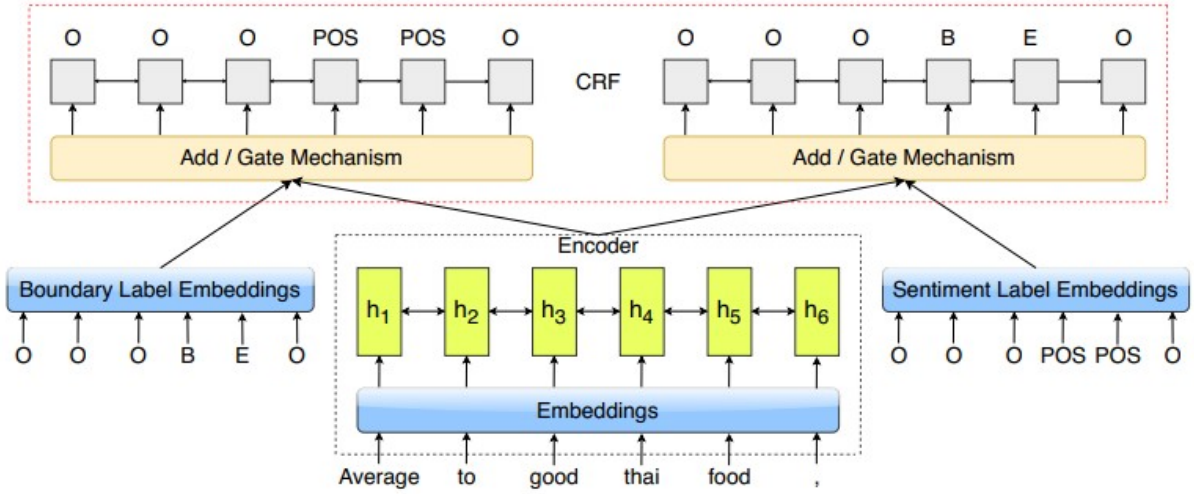 O O O POS POS O O O O B E O
CRF
Add / Gate Mechanism Add / Gate Mechanism
Encoder
Boundary Label Embeddings Sentiment Label Embeddings
h1 h2 h3 h4 h5 h6
O O O B E O O O O POS POS O
Embeddings
Average to good thai food ,